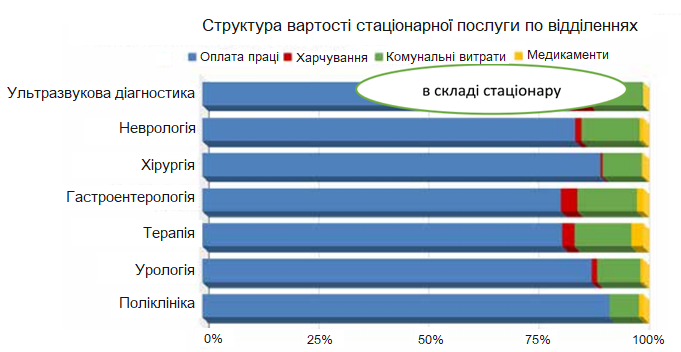 Структура вартості стаціонарної послуги по відділеннях
Оплата праці Харчування Комунальні витрати Медикаменти
Ультразвукова діагностика
в складі стаціонару
Неврологія
Хірургія
Гастроентерологія
Терапія
Урологія
Поліклініка
0% 25% 50% 75% 100%